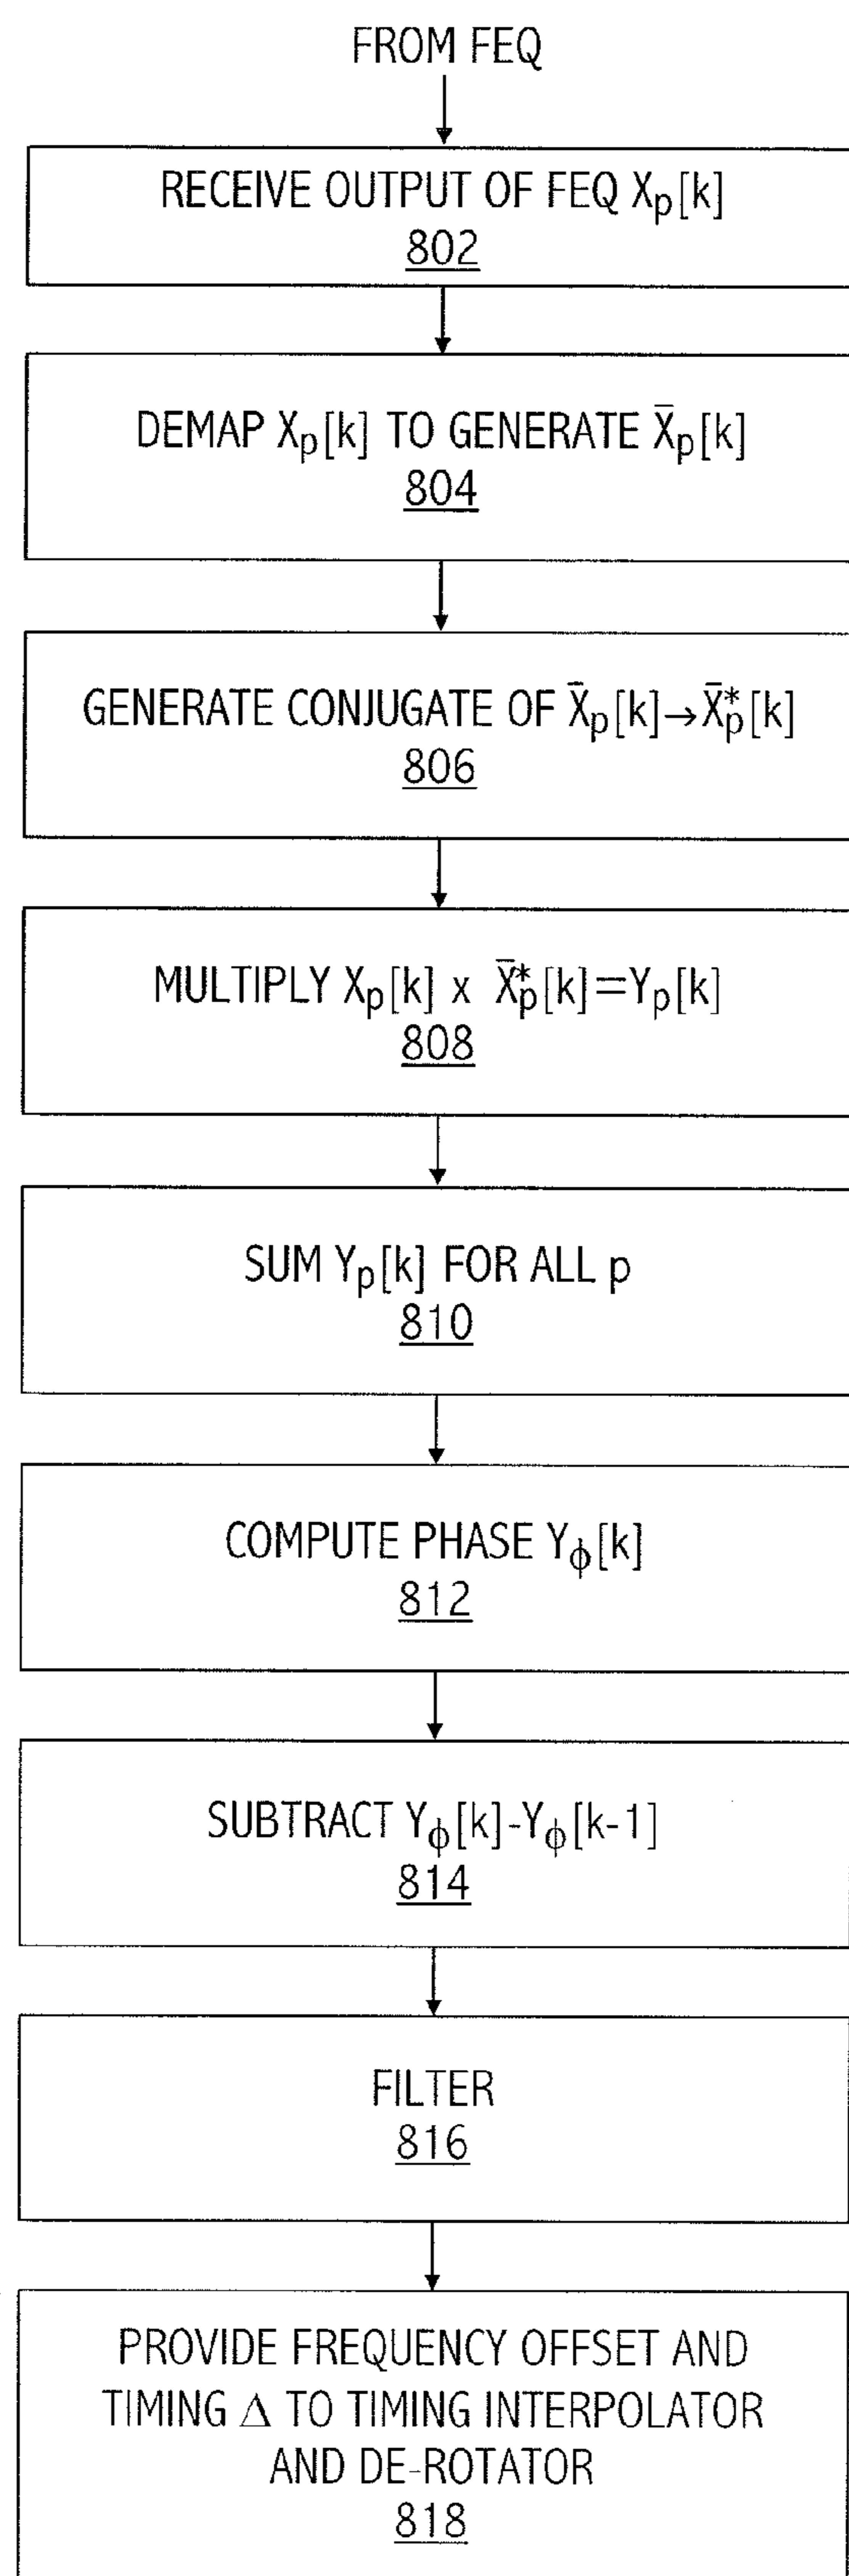 FROM FEQ
RECEIVE OUTPUT OF FEQ Xp[k]
802
DEMAP Xp[k] TO GENERATE X̄p[k]
804
GENERATE CONJUGATE OF X̄p[k]→X̄*p[k]
806
MULTIPLY Xp[k] x X̄*p[k]=Yp[k]
808
SUM Yp[k] FOR ALL p
810
COMPUTE PHASE Yϕ[k]
812
SUBTRACT Yϕ[k]-Yϕ[k-1]
814
FILTER
816
PROVIDE FREQUENCY OFFSET AND
TIMING Δ TO TIMING INTERPOLATOR
AND DE-ROTATOR
818